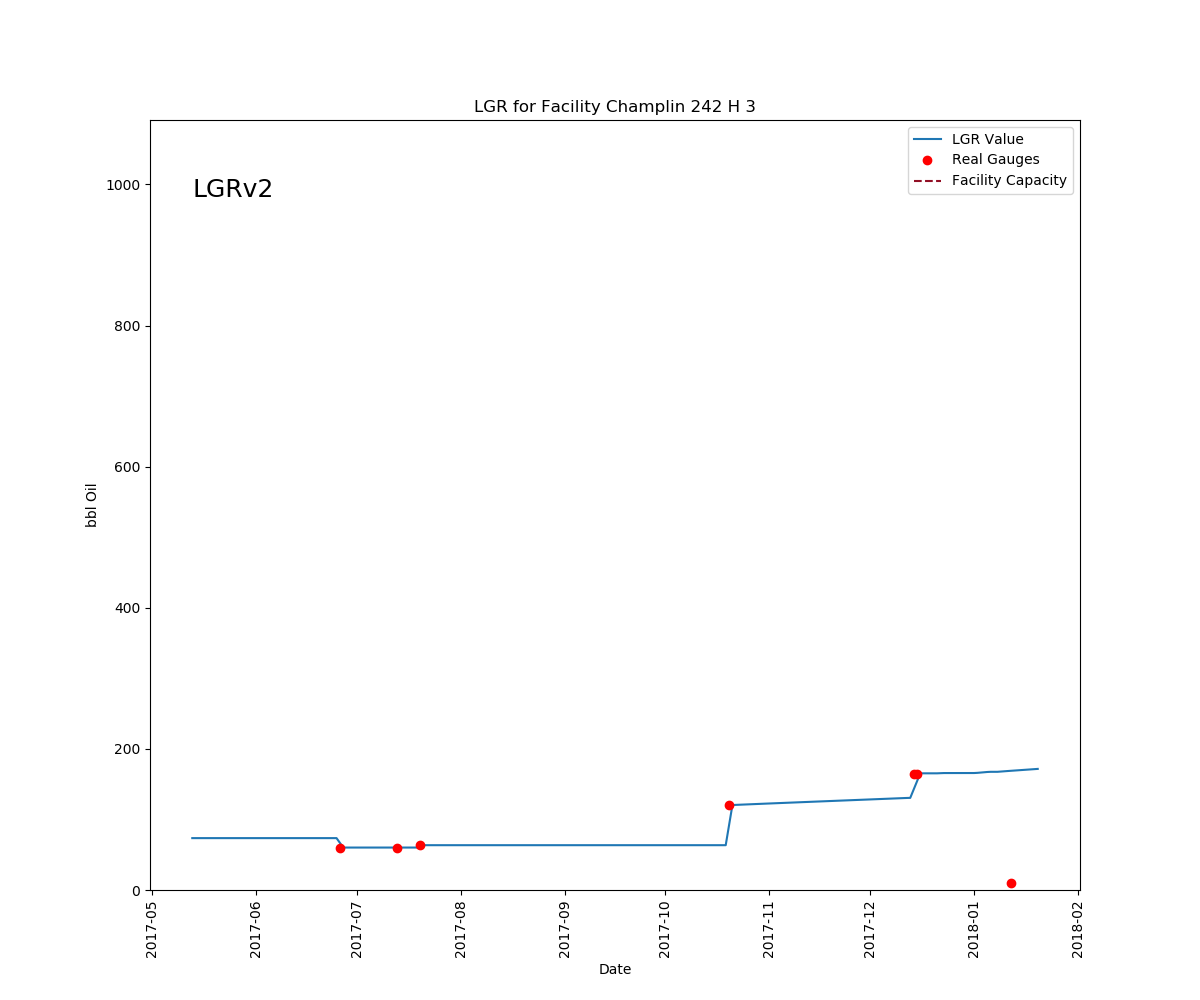 LGR for Facility Champlin 242 H 3
LGRv2
LGR Value
Real Gauges
Facility Capacity
1000
800
600
400
200
0
bbl Oil
2017-05
2017-06
2017-07
2017-08
2017-09
2017-10
2017-11
2017-12
2018-01
2018-02
Date